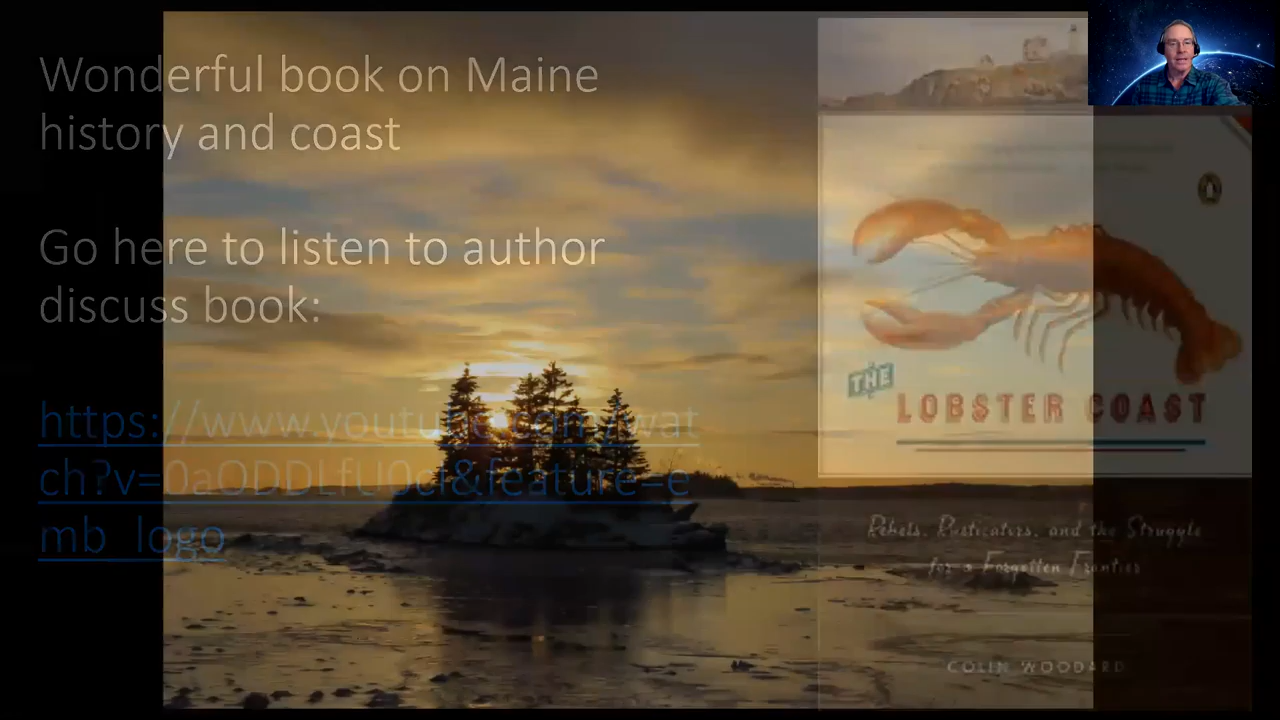 Wonderful book on Maine
history and coast
Go here to listen to author
discuss book:
https://www.youtube.com/wat
ch?v=0aODDLfU0cI&feature=e
mb_logo
THE
LOBSTER COAST
Rebels, Rusticators, and the Struggle
for a Forgotten Frontier
COLIN WOODARD